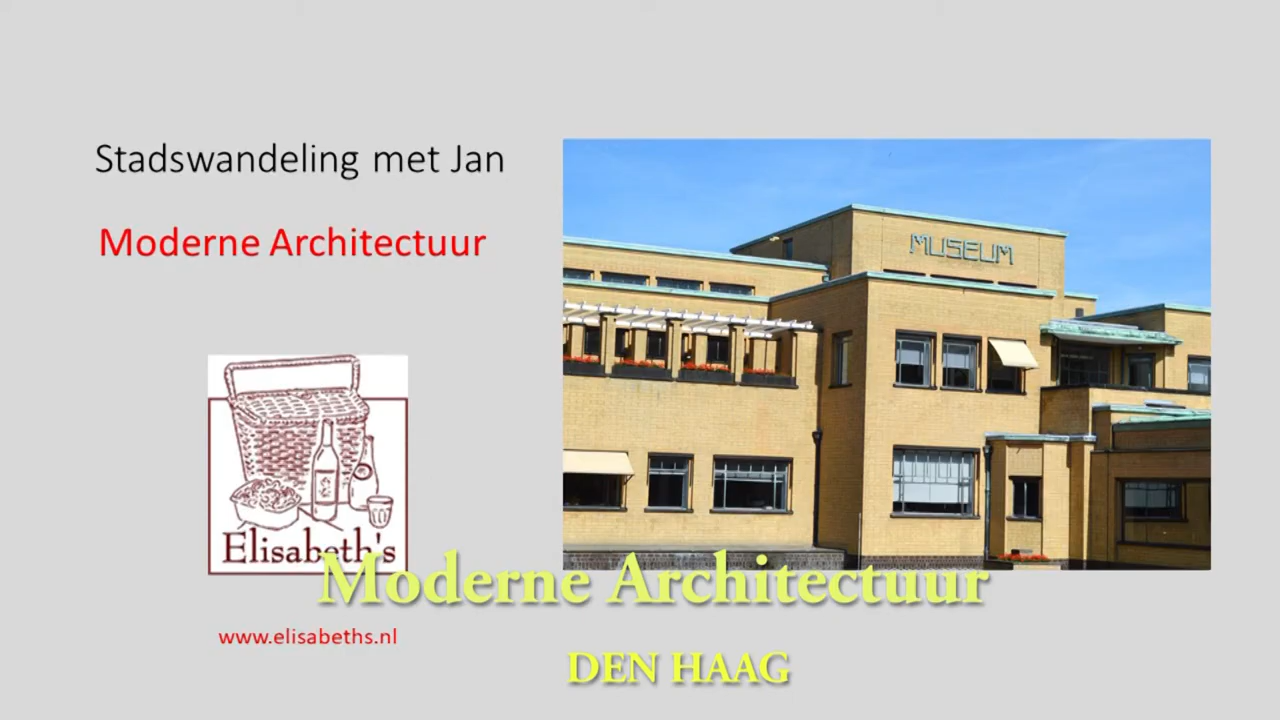 Stadswandeling met Jan
Moderne Architectuur
MUSEUM
Elisabeth's
Moderne Architectuur
www.elisabeths.nl
DEN HAAG